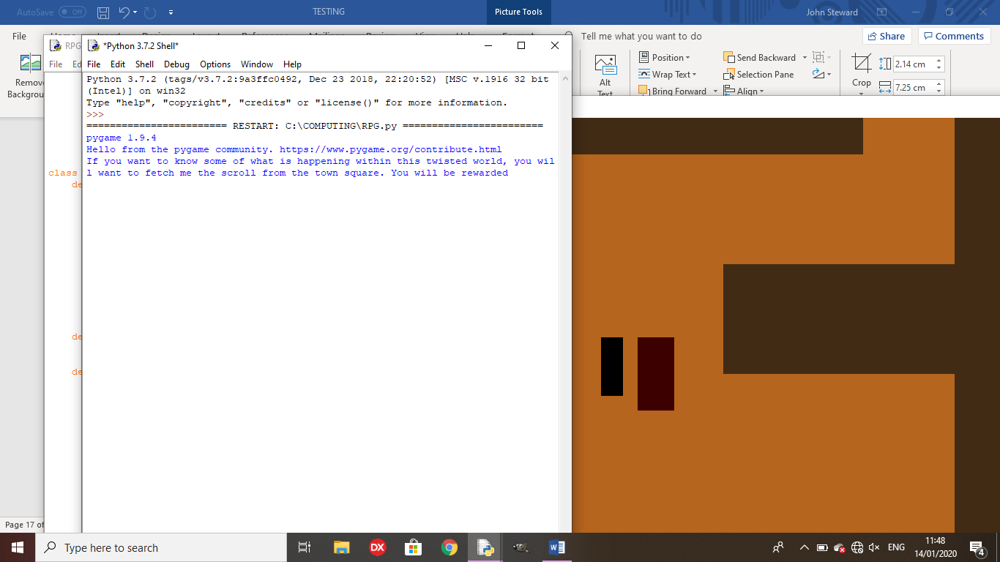 AutoSave Off
TESTING
Picture Tools
John Steward
File
Tell me what you want to do
Share
Comments
RPG
*Python 3.7.2 Shell*
File Ed
File Edit Shell Debug Options Window Help
Remov
Backgrou
Alt
Text
Position
Wrap Text
Bring Forward
Send Backward
Selection Pane
Align
Crop
2.14 cm
7.25 cm
Python 3.7.2 (tags/v3.7.2:9a3ffc0492, Dec 23 2018, 22:20:52) [MSC v.1916 32 bit
(Intel)] on win32
Type "help", "copyright", "credits" or "license()" for more information.
>>>
======================== RESTART: C:\COMPUTING\RPG.py ========================
pygame 1.9.4
Hello from the pygame community. https://www.pygame.org/contribute.html
If you want to know some of what is happening within this twisted world, you wil
l want to fetch me the scroll from the town square. You will be rewarded
class
de
de
de
Page 17 of
Type here to search
DX
ENG
11:48
14/01/2020
4